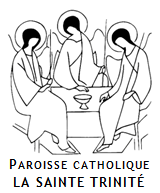 PAROISSE CATHOLIQUE
LA SAINTE TRINITÉ